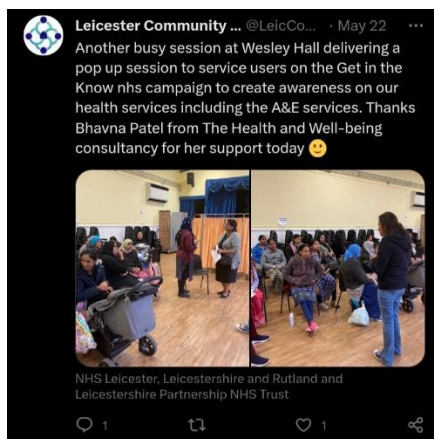 Leicester Community ... @LeicCo... · May 22 ...
Another busy session at Wesley Hall delivering a
pop up session to service users on the Get in the
Know nhs campaign to create awareness on our
health services including the A&E services. Thanks
Bhavna Patel from The Health and Well-being
consultancy for her support today 🙂
NHS Leicester, Leicestershire and Rutland and
Leicestershire Partnership NHS Trust
1 1